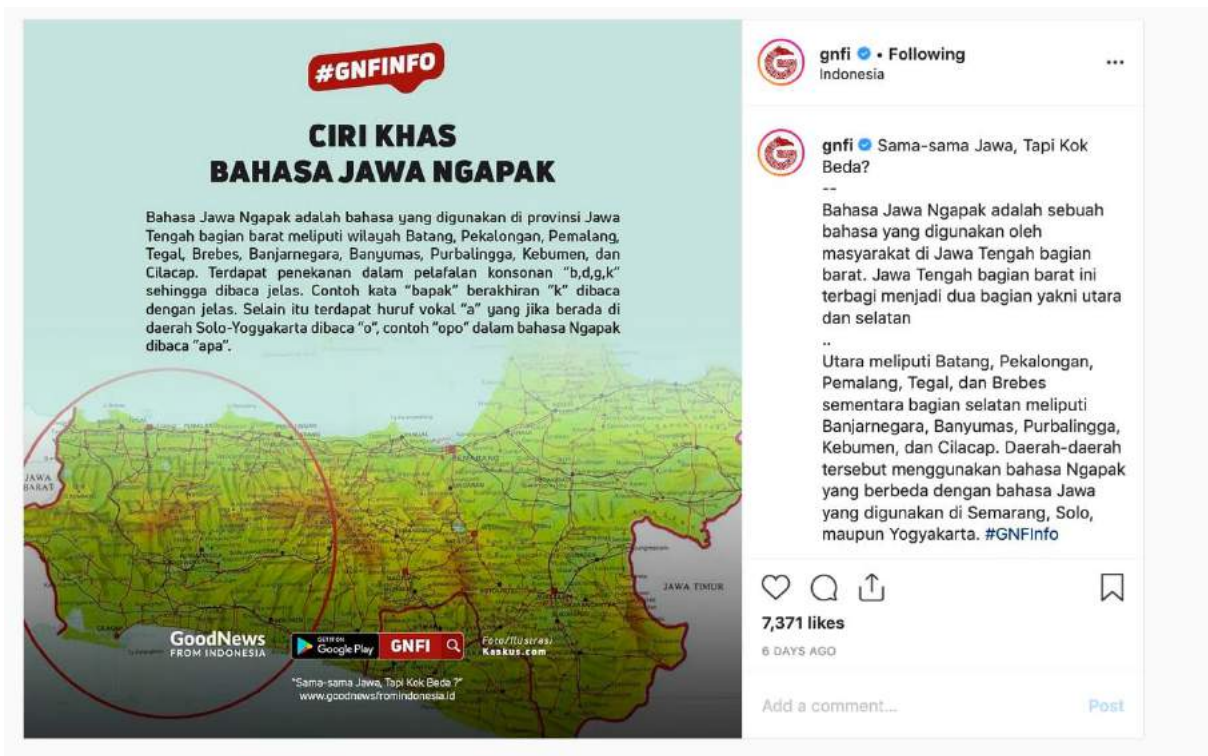 #GNFINFO
CIRI KHAS
BAHASA JAWA NGAPAK
Bahasa Jawa Ngapak adalah bahasa yang digunakan di provinsi Jawa
Tengah bagian barat meliputi wilayah Batang, Pekalongan, Pemalang,
Tegal, Brebes, Banjarnegara, Banyumas, Purbalingga, Kebumen, dan
Cilacap. Terdapat penekanan dalam pelafalan konsonan "b,d,g,k"
sehingga dibaca jelas. Contoh kata "bapak" berakhiran "k" dibaca
dengan jelas. Selain itu terdapat huruf vokal "a" yang jika berada di
daerah Solo-Yogyakarta dibaca "o", contoh "opo" dalam bahasa Ngapak
dibaca "apa".
JAWA
BARAT
SEMARANG
JAWA TIMUR
GoodNews
FROM INDONESIA
GET IT ON
Google Play
GNFI
Foto/Ilustrasi
Kaskus.com
"Sama-sama Jawa, Tapi Kok Beda ?"
www.goodnewsfromindonesia.id
gnfi • Following
Indonesia
gnfi Sama-sama Jawa, Tapi Kok
Beda?
--
Bahasa Jawa Ngapak adalah sebuah
bahasa yang digunakan oleh
masyarakat di Jawa Tengah bagian
barat. Jawa Tengah bagian barat ini
terbagi menjadi dua bagian yakni utara
dan selatan
..
Utara meliputi Batang, Pekalongan,
Pemalang, Tegal, dan Brebes
sementara bagian selatan meliputi
Banjarnegara, Banyumas, Purbalingga,
Kebumen, dan Cilacap. Daerah-daerah
tersebut menggunakan bahasa Ngapak
yang berbeda dengan bahasa Jawa
yang digunakan di Semarang, Solo,
maupun Yogyakarta. #GNFInfo
7,371 likes
6 DAYS AGO
Add a comment...
Post